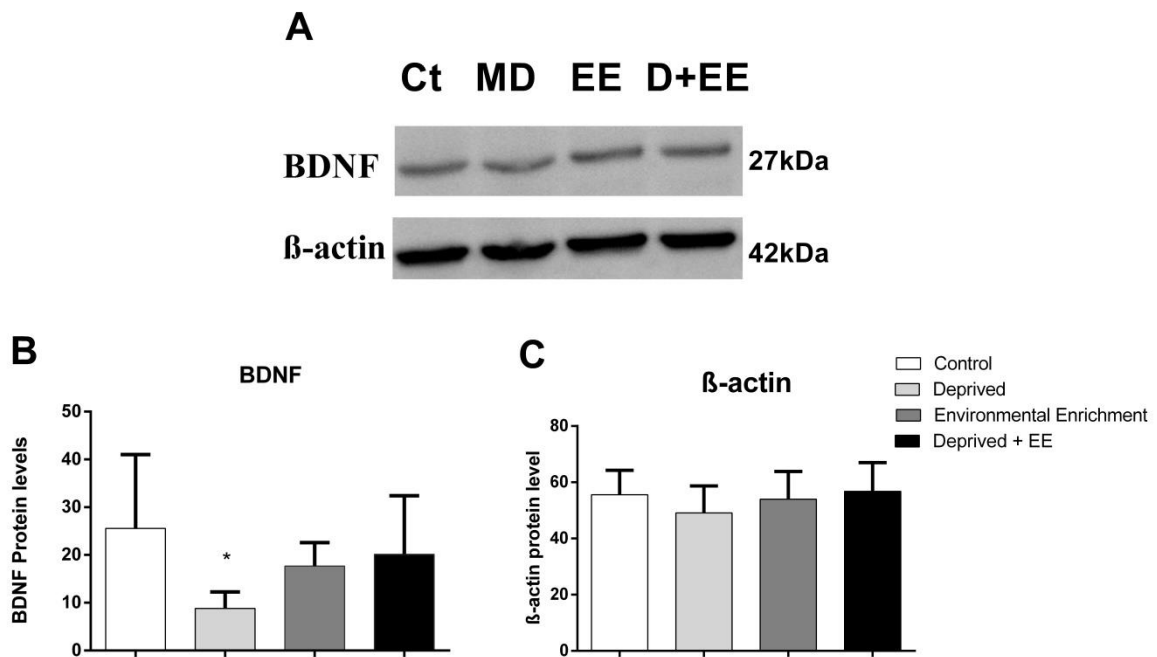 A
Ct MD EE D+EE
BDNF 27kDa
ß-actin 42kDa
B
BDNF
BDNF Protein levels
50
40
30
20
10
0
*
C
ß-actin
ß-actin protein level
80
60
40
20
0
Control
Deprived
Environmental Enrichment
Deprived + EE